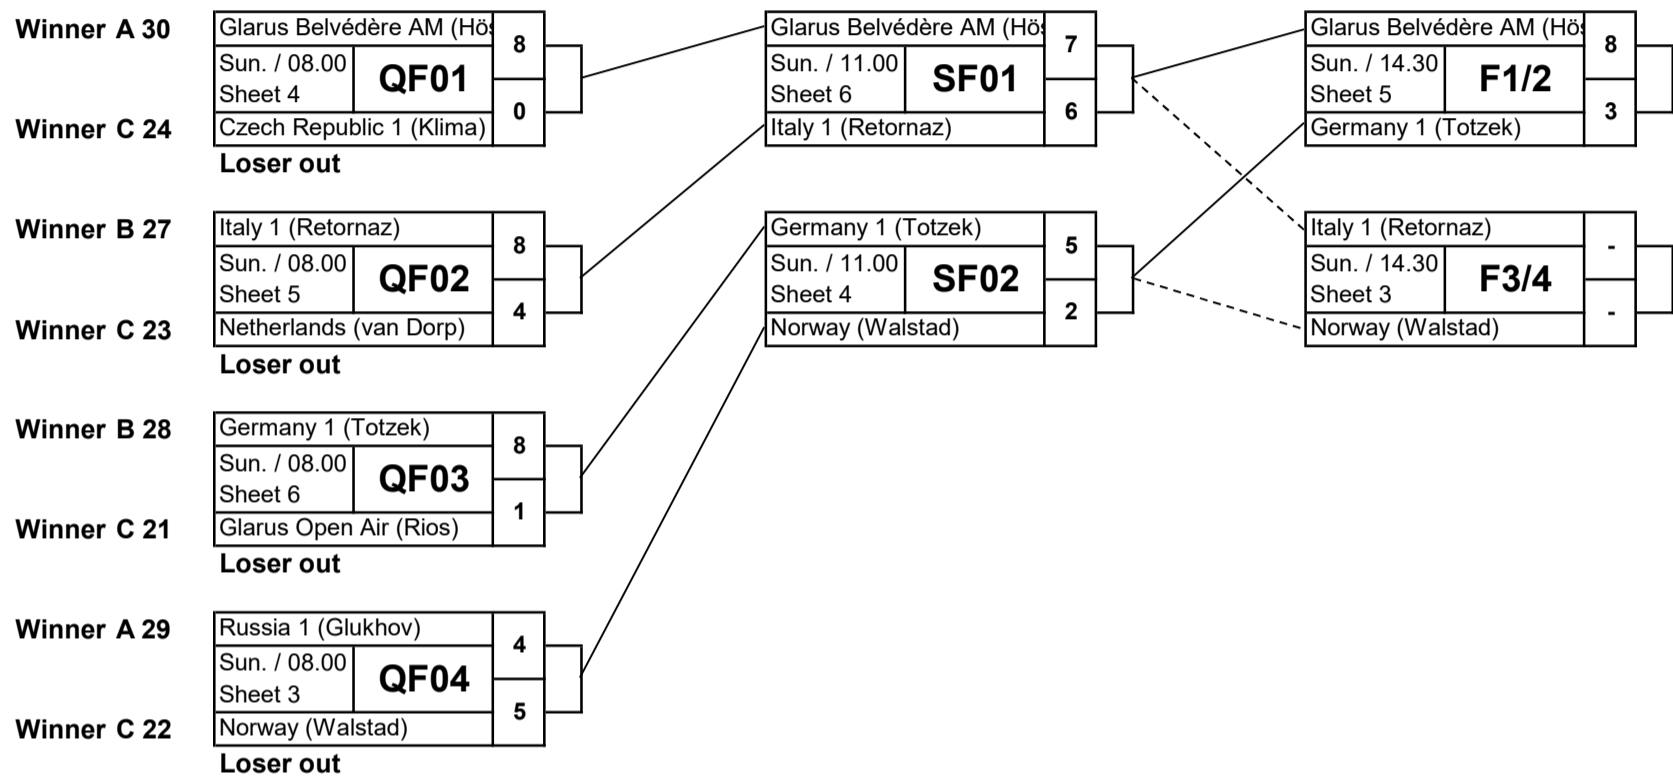 Winner A 30
Glarus Belvédère AM (Hös
8
Sun. / 08.00
Sheet 4
QF01
0
Winner C 24
Czech Republic 1 (Klima)
Loser out
Winner B 27
Italy 1 (Retornaz)
8
Sun. / 08.00
Sheet 5
QF02
4
Winner C 23
Netherlands (van Dorp)
Loser out
Winner B 28
Germany 1 (Totzek)
8
Sun. / 08.00
Sheet 6
QF03
1
Winner C 21
Glarus Open Air (Rios)
Loser out
Winner A 29
Russia 1 (Glukhov)
4
Sun. / 08.00
Sheet 3
QF04
5
Winner C 22
Norway (Walstad)
Loser out
Glarus Belvédère AM (Hös
7
Sun. / 11.00
Sheet 6
SF01
6
Italy 1 (Retornaz)
Germany 1 (Totzek)
5
Sun. / 11.00
Sheet 4
SF02
2
Norway (Walstad)
Glarus Belvédère AM (Hös
8
Sun. / 14.30
Sheet 5
F1/2
3
Germany 1 (Totzek)
Italy 1 (Retornaz)
-
Sun. / 14.30
Sheet 3
F3/4
-
Norway (Walstad)